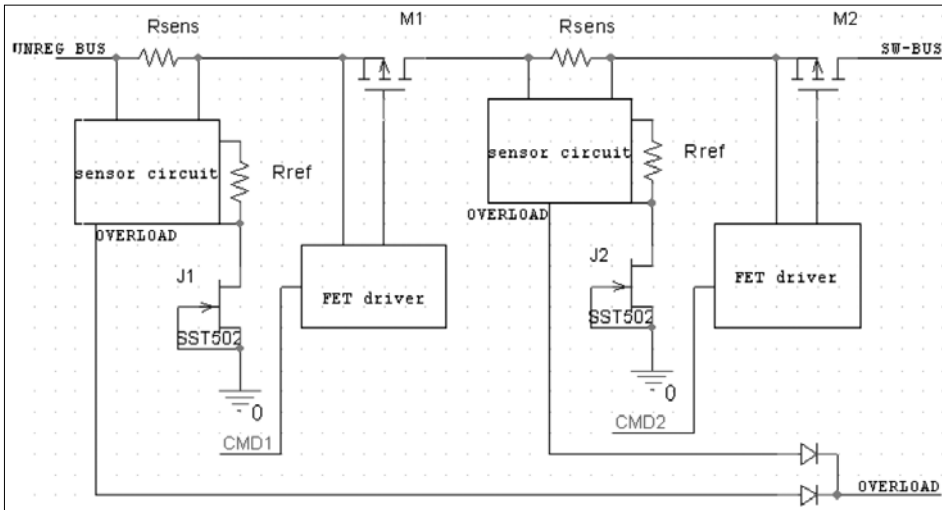 M1
M2
Rsens
Rsens
UNREG BUS
SW-BUS
sensor circuit
Rref
sensor circuit
Rref
OVERLOAD
OVERLOAD
J1
FET driver
J2
FET driver
SST502
SST502
0
0
CMD1
CMD2
OVERLOAD